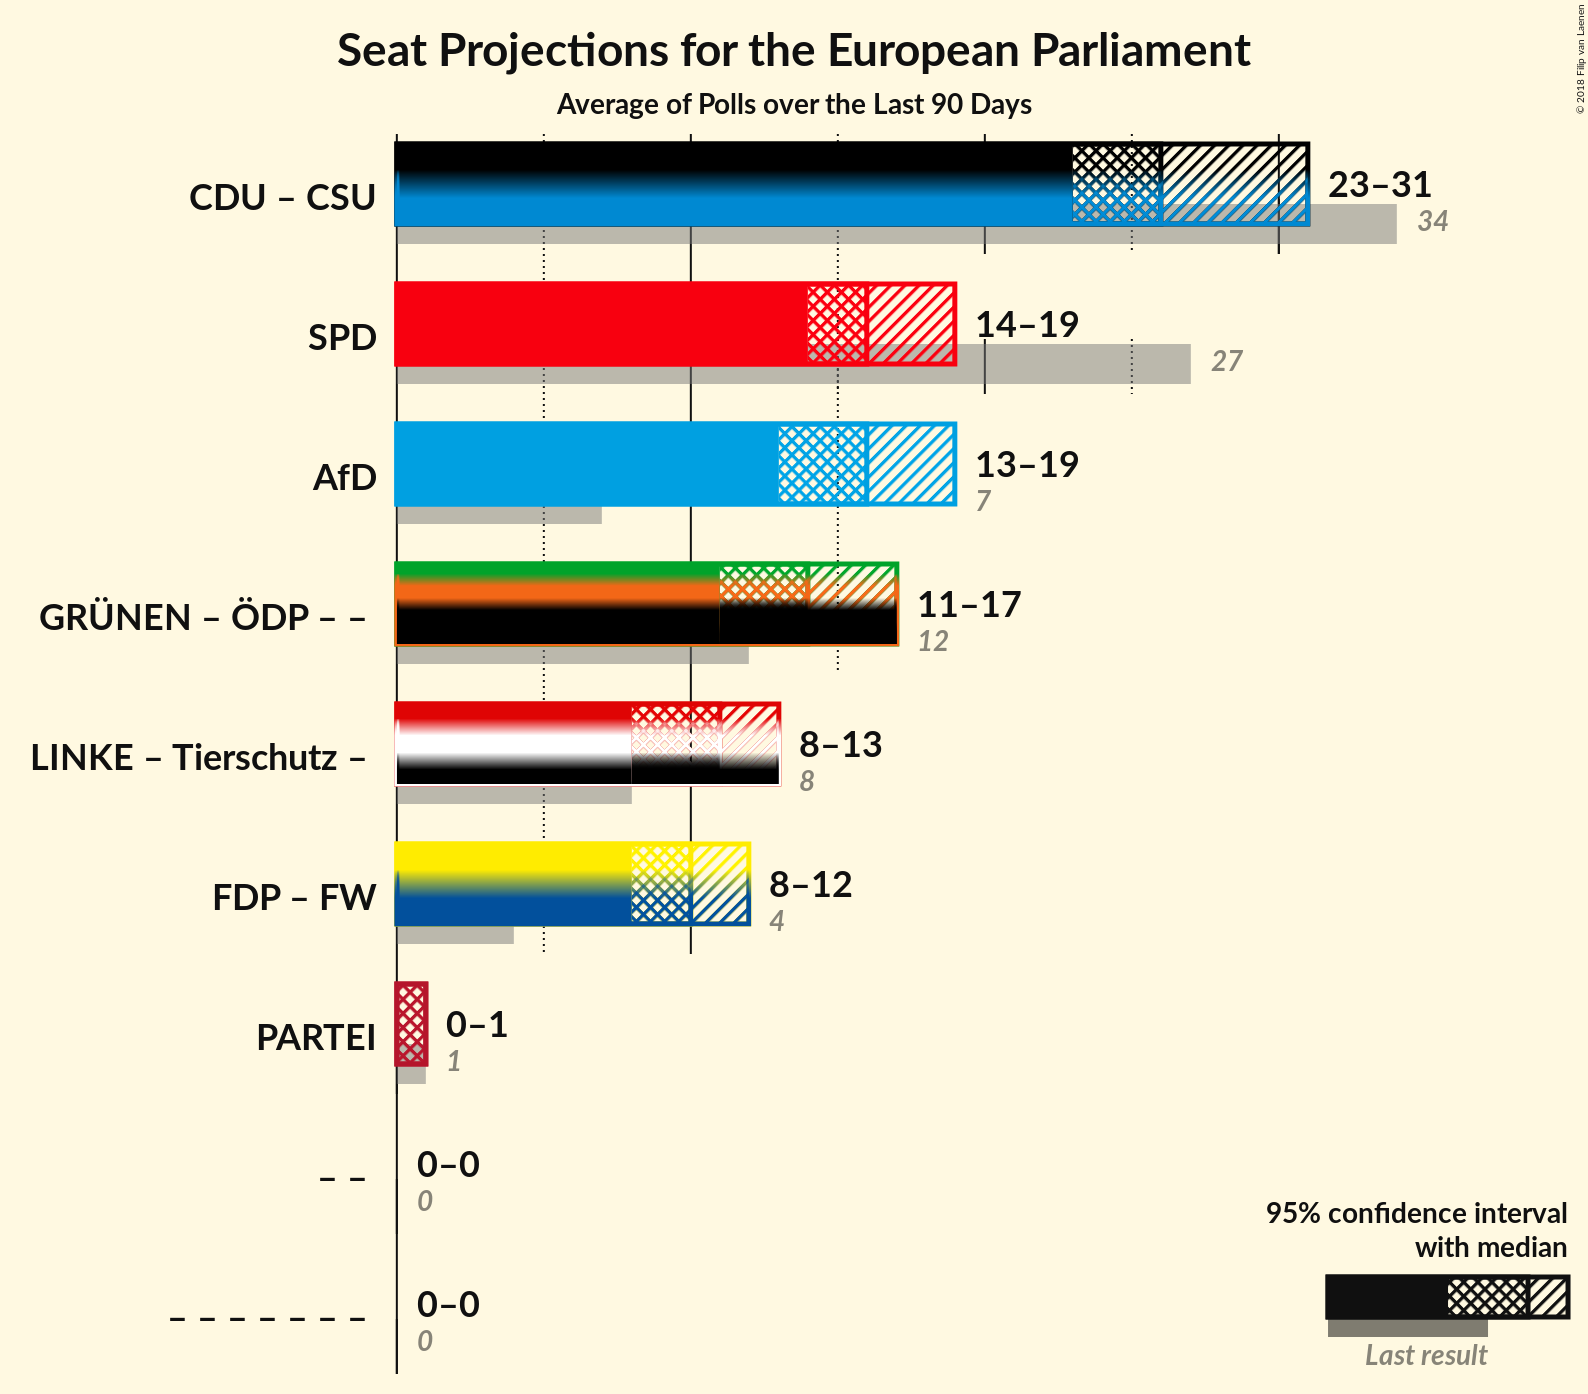 Seat Projections for the European Parliament
Average of Polls over the Last 90 Days
© 2018 Filip van Laenen
CDU – CSU
23–31
34
SPD
14–19
27
AfD
13–19
7
GRÜNEN – ÖDP – –
11–17
12
LINKE – Tierschutz –
8–13
8
FDP – FW
8–12
4
PARTEI
0–1
1
– –
0–0
0
– – – – – – –
0–0
0
95% confidence interval
with median
Last result